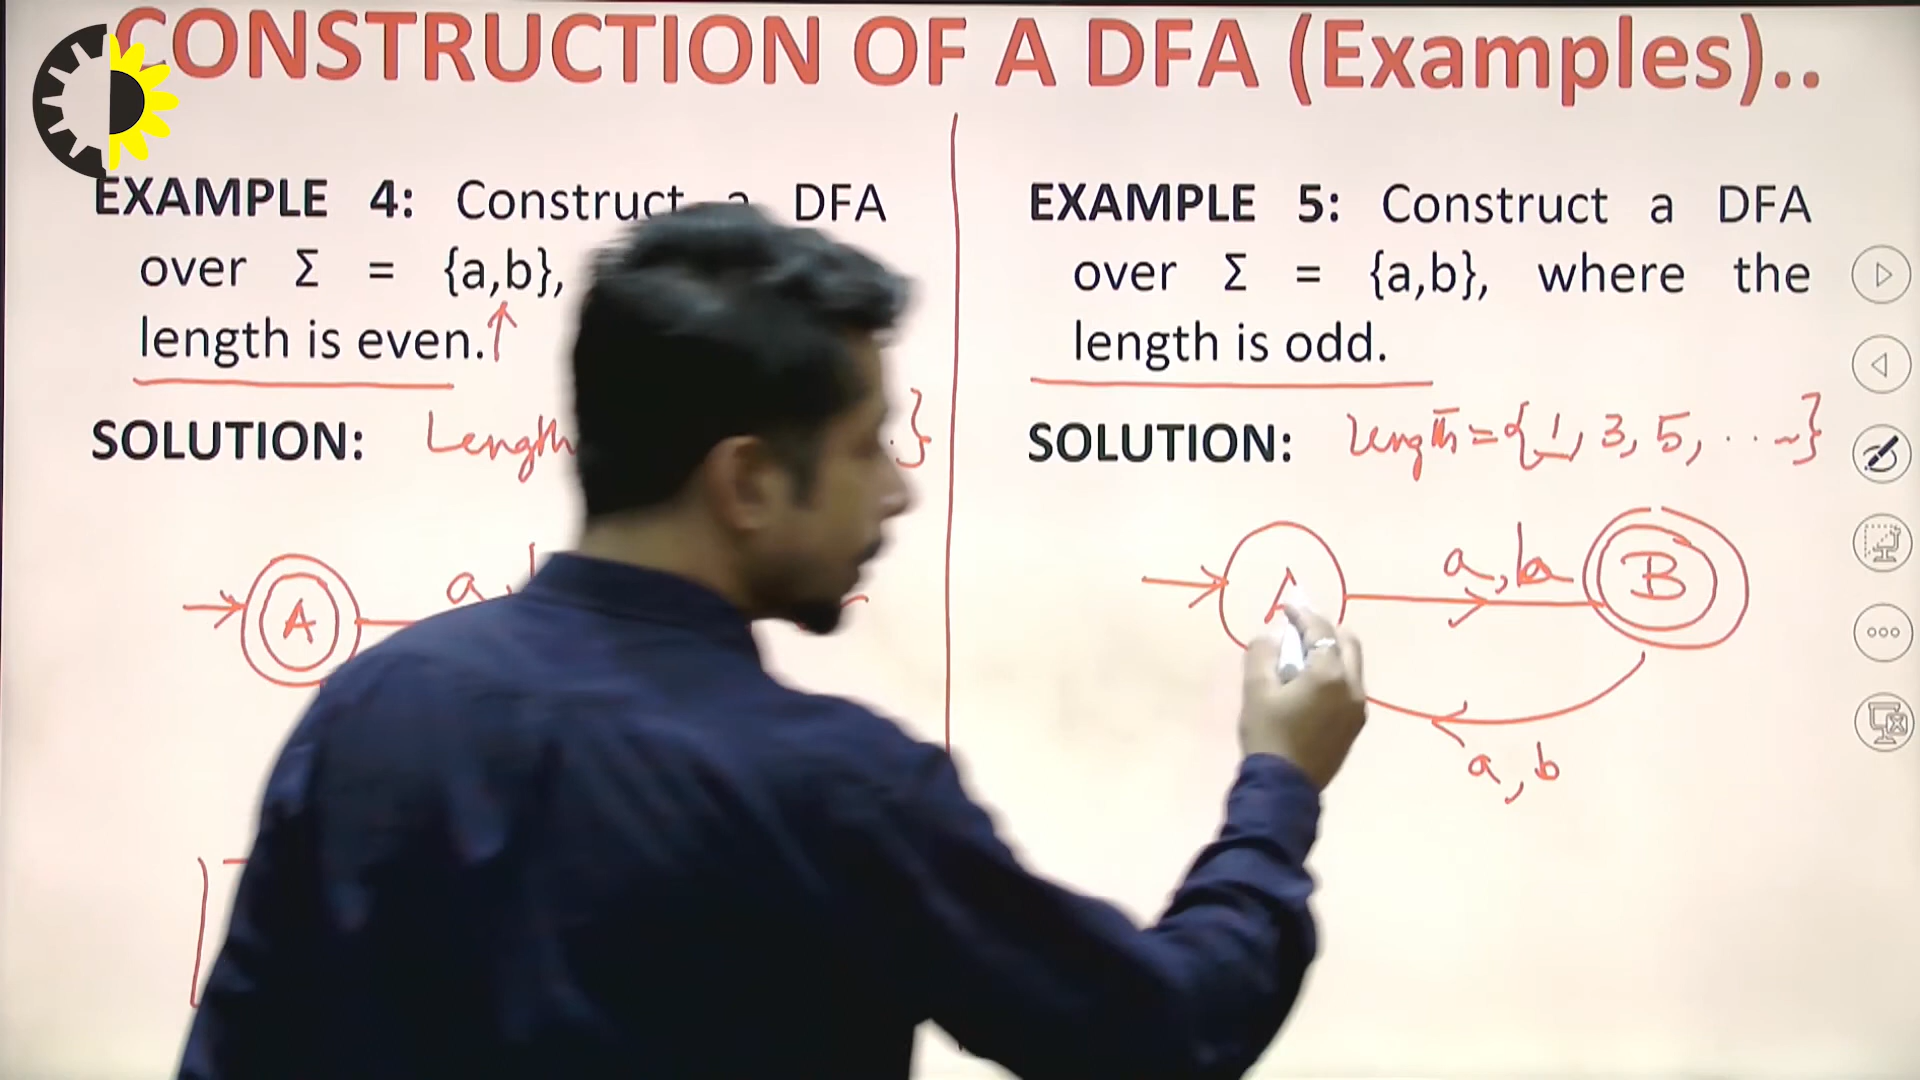 CONSTRUCTION OF A DFA (Examples)..
EXAMPLE 4: Construct a DFA
over Σ = {a,b},
length is even.
SOLUTION: Length .}
A
a
EXAMPLE 5: Construct a DFA
over Σ = {a,b}, where the
length is odd.
SOLUTION: length = {1, 3, 5, ...}
A a,b B
a, b